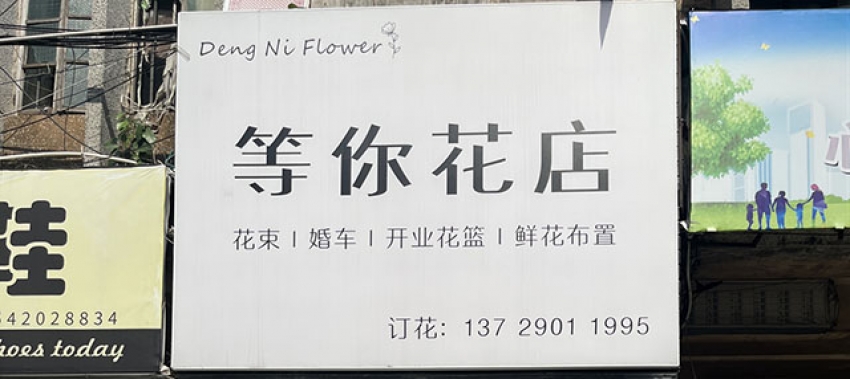 Deng Ni Flower
等你花店
花束 | 婚车 | 开业花篮 | 鲜花布置
订花: 137 2901 1995
鞋
42028834
hoes today